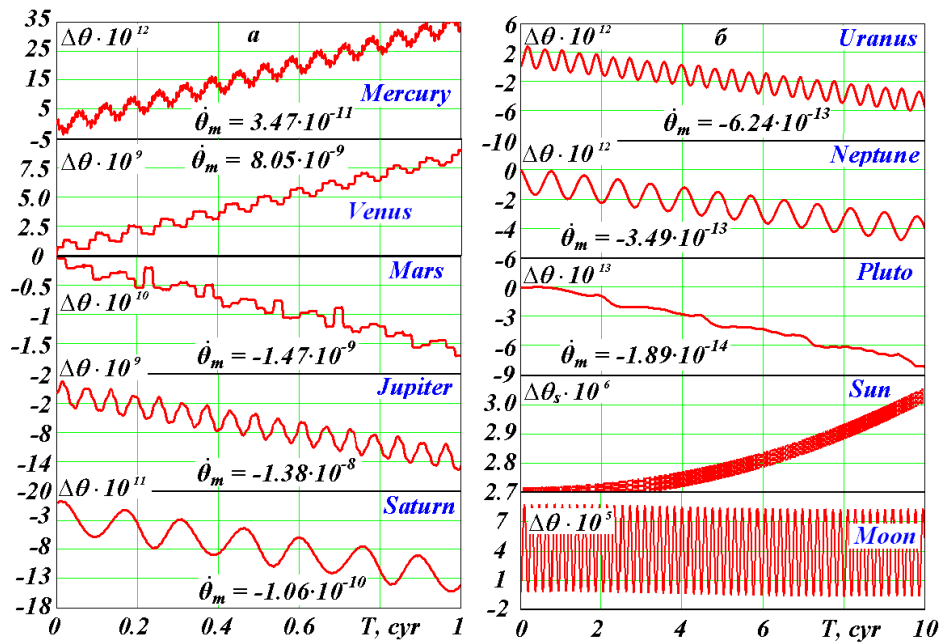 35
25
15
5
-5
Δθ · 10¹²
a
Mercury
θ̇ₘ = 3.47·10⁻¹¹
Δθ · 10⁹
θ̇ₘ = 8.05·10⁻⁹
7.5
5.0
2.5
0
Venus
Mars
-0.5
Δθ · 10¹⁰
-1
-1.5
θ̇ₘ = -1.47·10⁻⁹
Δθ · 10⁹
-2
Jupiter
-2
-8
-14
-20
θ̇ₘ = -1.38·10⁻⁸
Δθ · 10¹¹
Saturn
-3
-8
-13
-18
θ̇ₘ = -1.06·10⁻¹⁰
0
0.2
0.4
0.6
T, cyr
1
6
2
-2
-6
-10
Δθ · 10¹²
б
Uranus
θ̇ₘ = -6.24·10⁻¹³
Δθ · 10¹²
Neptune
0
-2
-4
-6
θ̇ₘ = -3.49·10⁻¹³
Δθ · 10¹³
Pluto
0
-3
-6
-9
θ̇ₘ = -1.89·10⁻¹⁴
Δθₛ · 10⁶
Sun
3.0
2.9
2.8
2.7
Δθ · 10⁵
Moon
7
4
1
-2
0
2
4
6
T, cyr
10